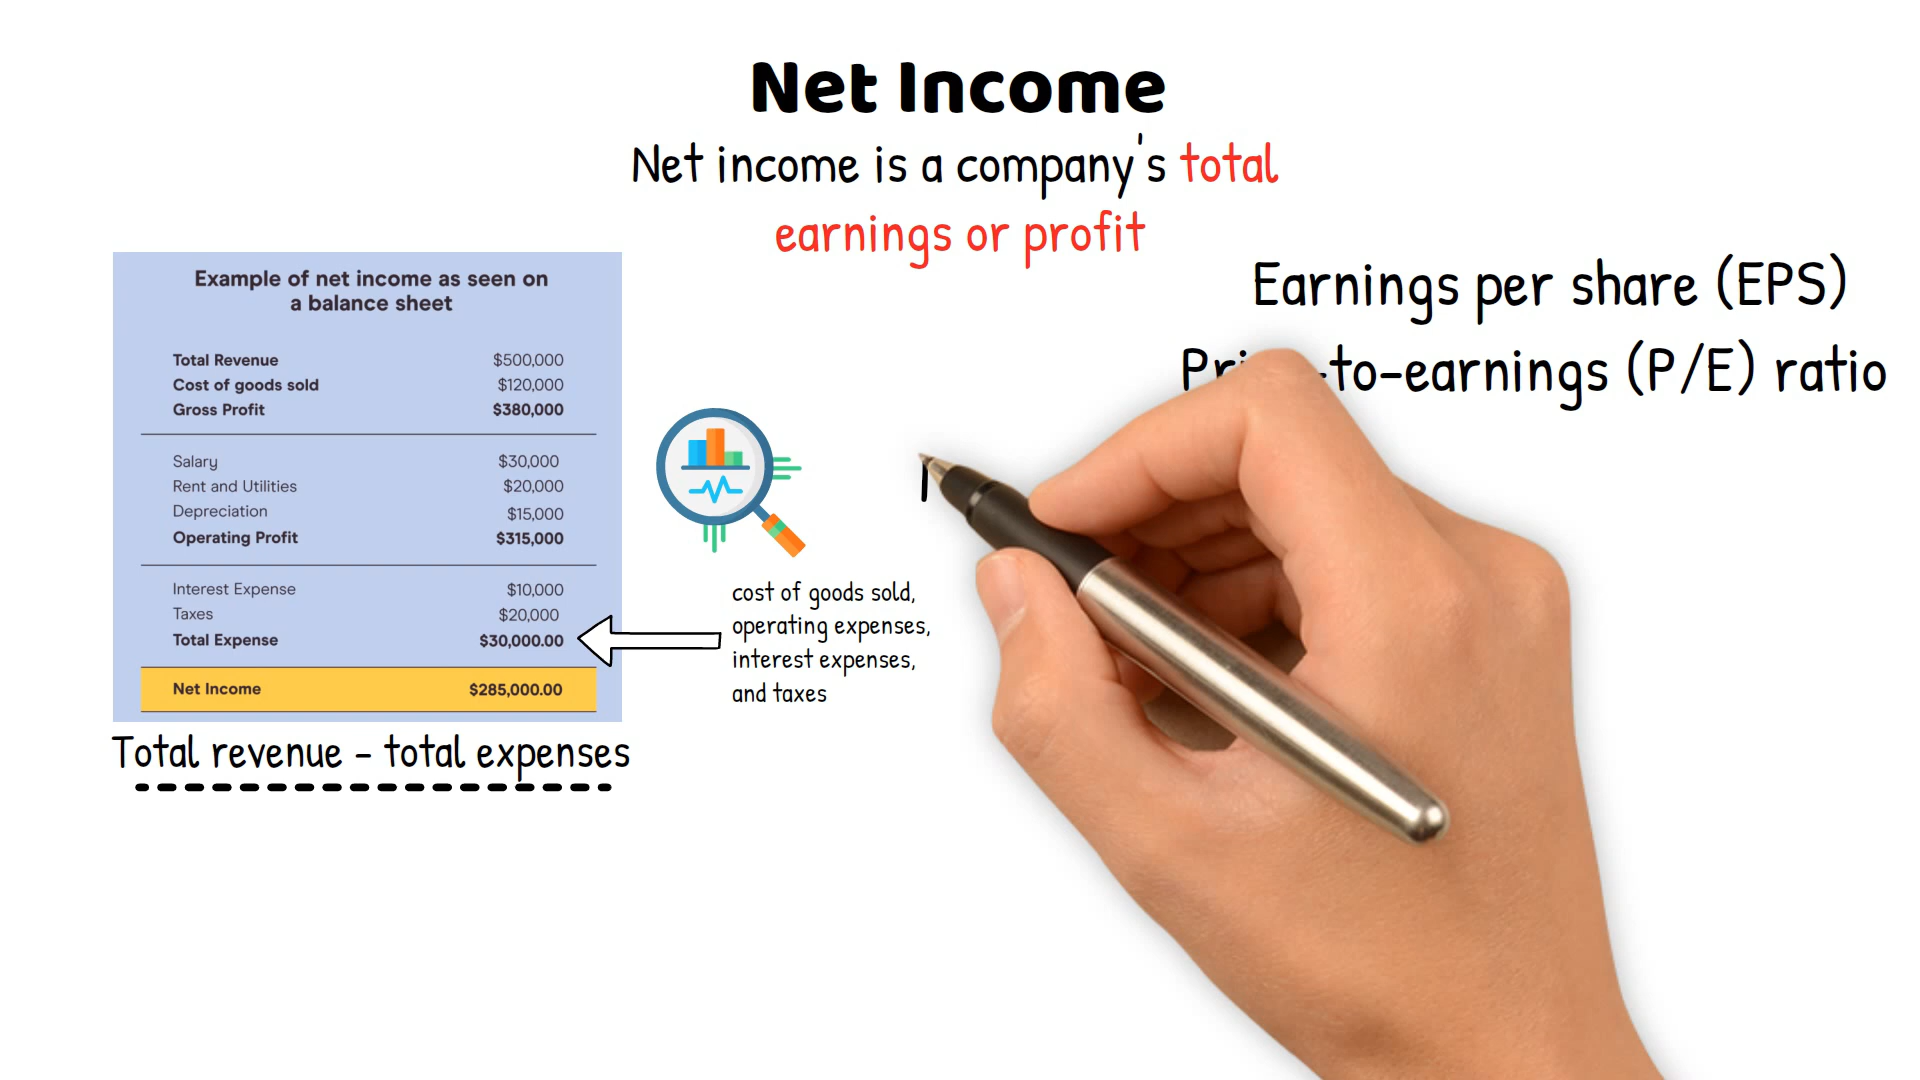 Net Income
Net income is a company's total
earnings or profit
Example of net income as seen on
a balance sheet
Total Revenue $500,000
Cost of goods sold $120,000
Gross Profit $380,000
Salary $30,000
Rent and Utilities $20,000
Depreciation $15,000
Operating Profit $315,000
Interest Expense $10,000
Taxes $20,000
Total Expense $30,000.00
Net Income $285,000.00
Total revenue - total expenses
cost of goods sold,
operating expenses,
interest expenses,
and taxes
Earnings per share (EPS)
-to-earnings (P/E) ratio